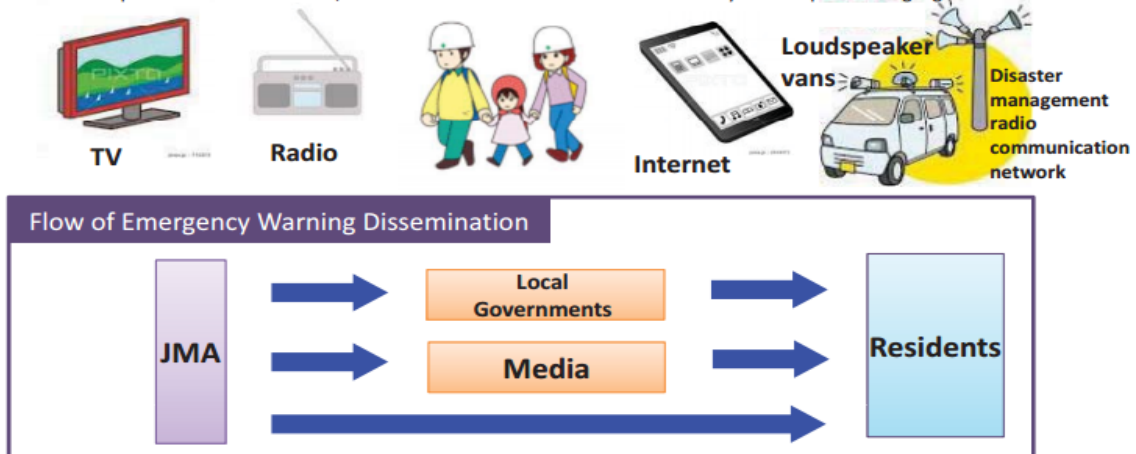 Loudspeaker
vans
Disaster
management
radio
communication
network
PIXTA
TV
Radio
Internet
Flow of Emergency Warning Dissemination
JMA
Local
Governments
Media
Residents